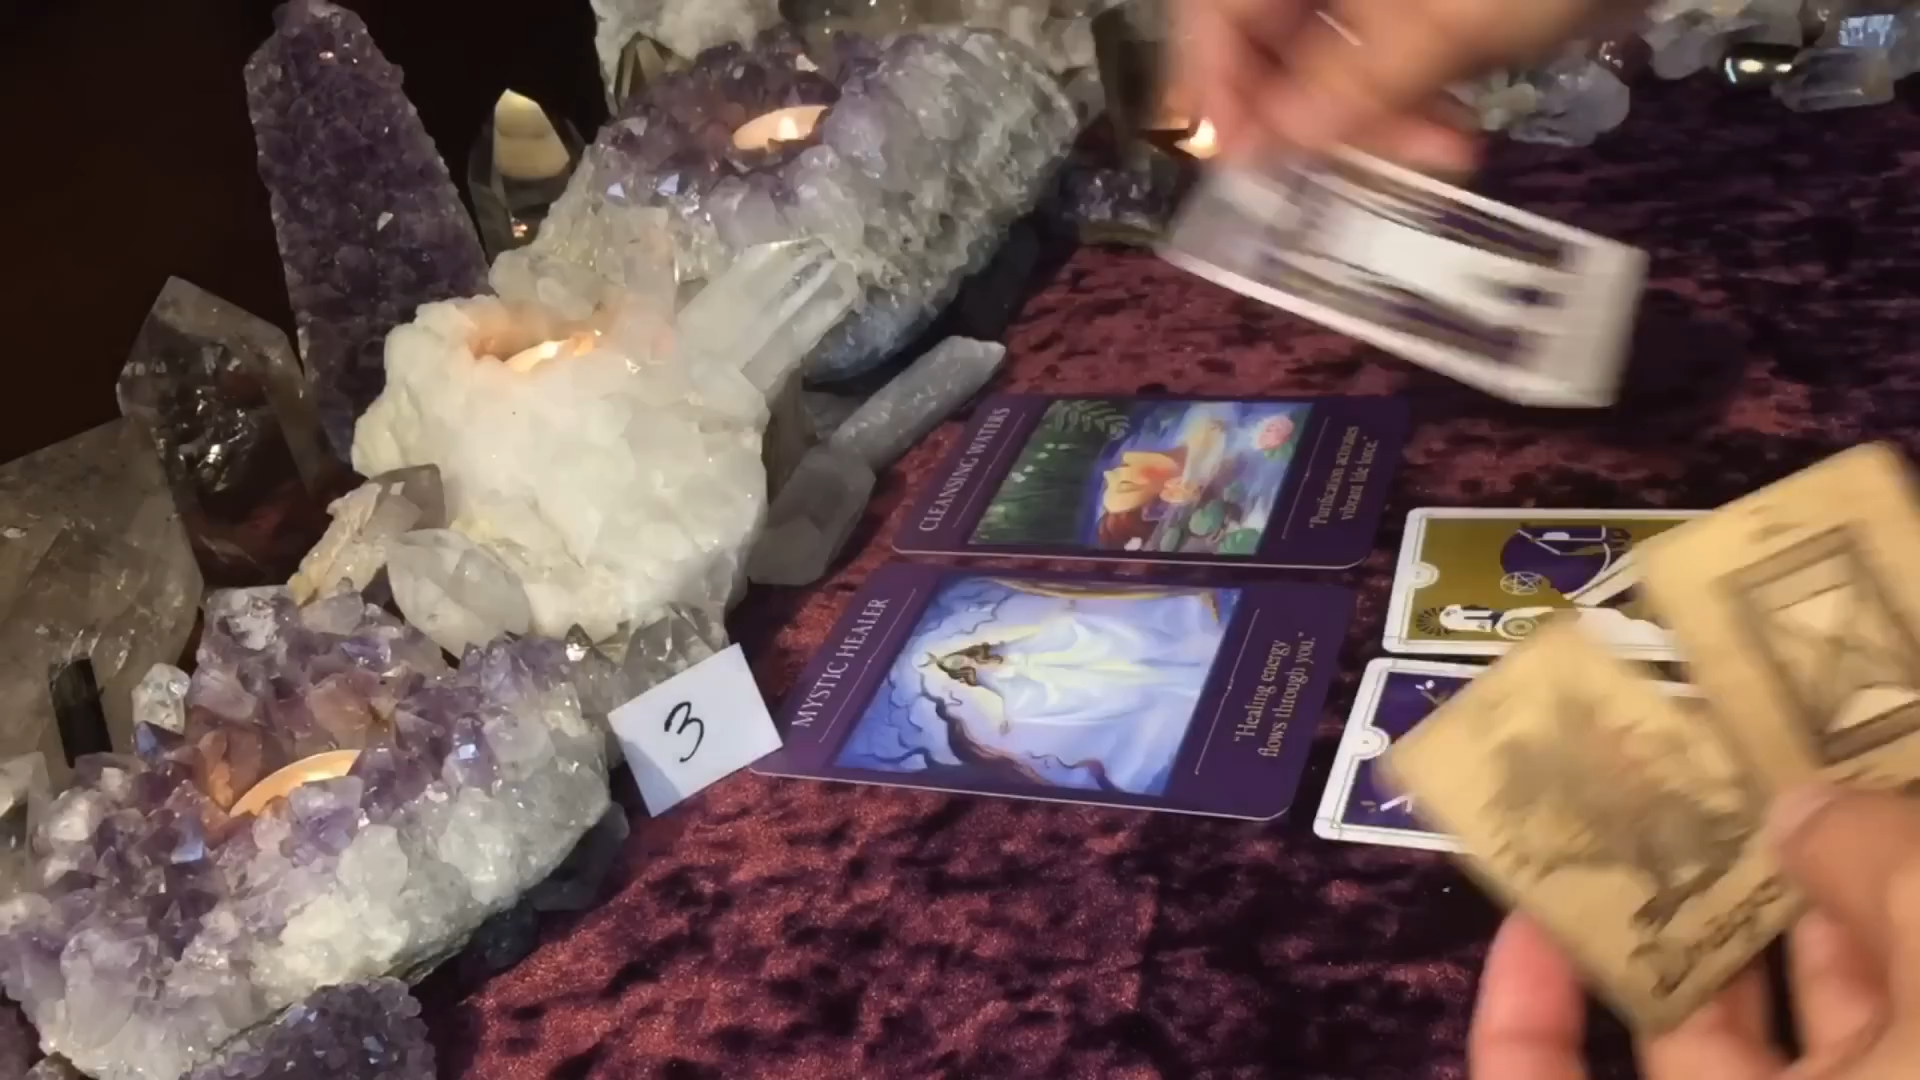 CLEANSING WATERS
"Purification activates
vibrant life force."
MYSTIC HEALER
"Healing energy
flows through you."
3